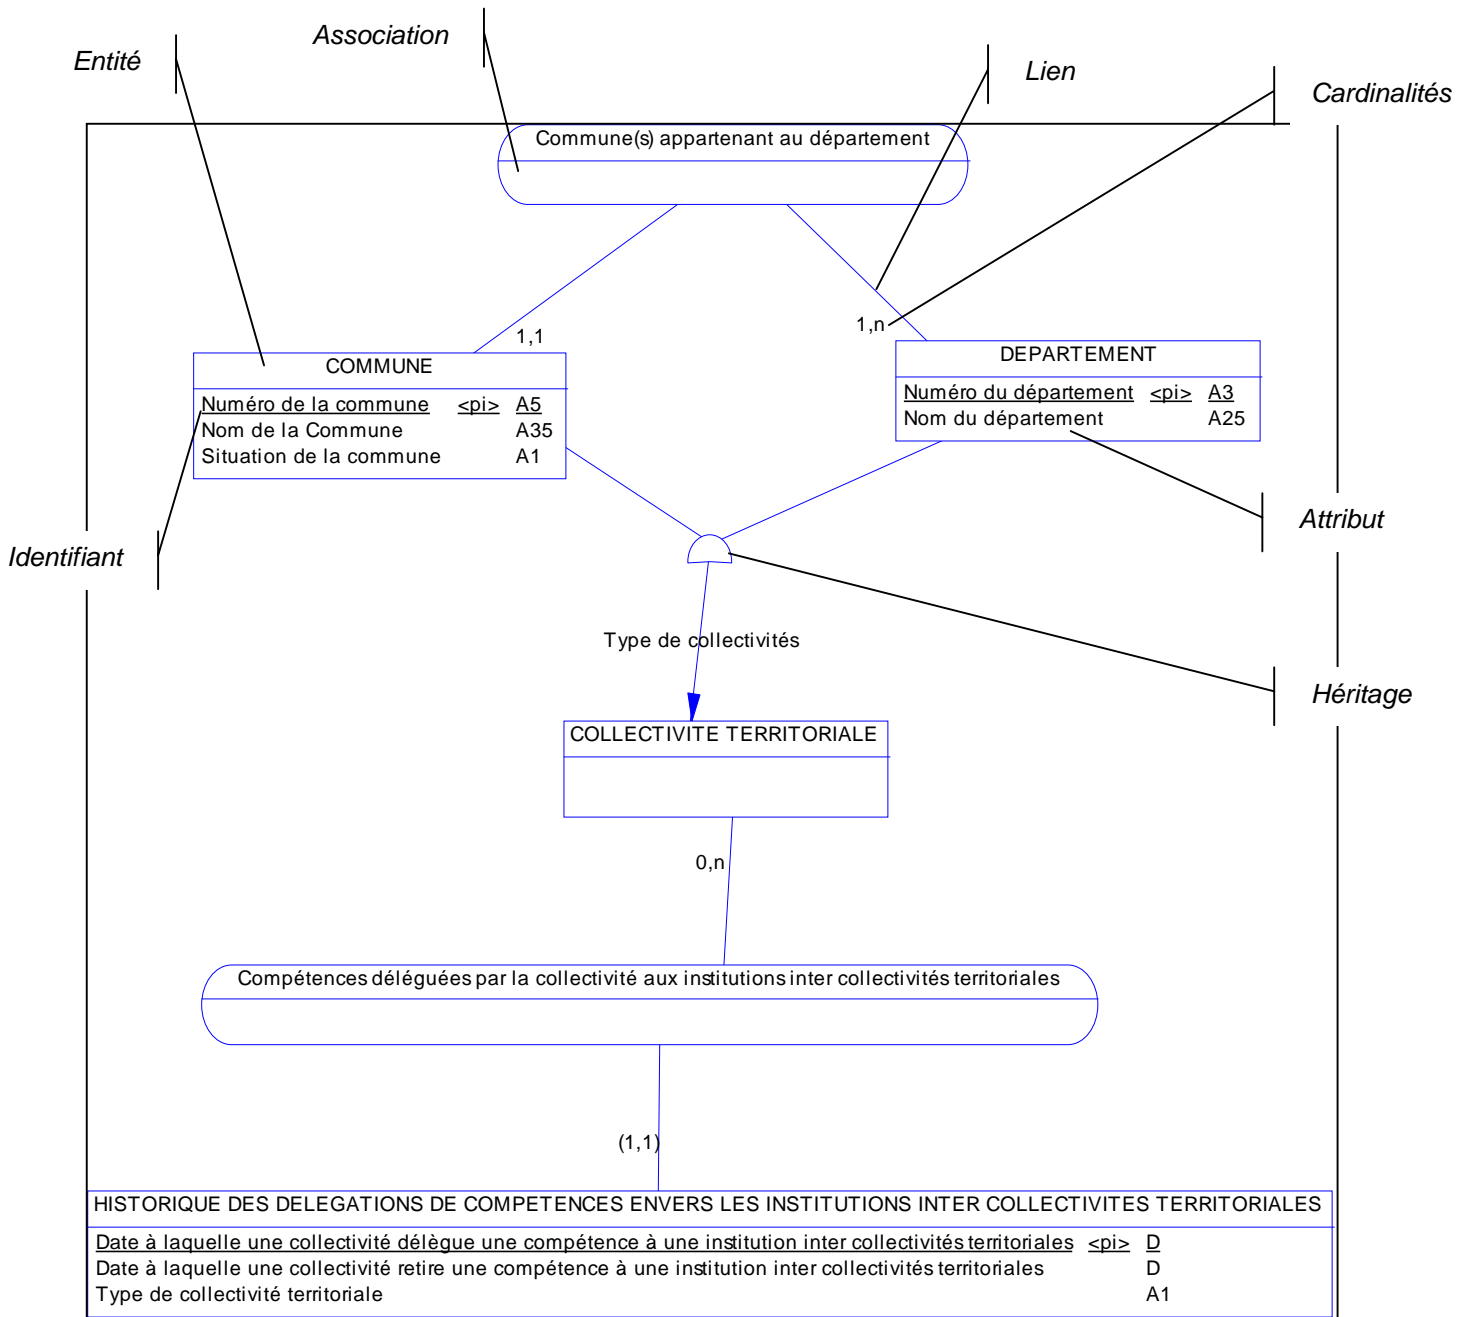 Association
Entité
Lien
Cardinalités
Commune(s) appartenant au département
1,1
1,n
COMMUNE
Numéro de la commune <pi> A5
Nom de la Commune A35
Situation de la commune A1
DEPARTEMENT
Numéro du département <pi> A3
Nom du département A25
Attribut
Identifiant
Type de collectivités
Héritage
COLLECTIVITE TERRITORIALE
0,n
Compétences déléguées par la collectivité aux institutions inter collectivités territoriales
(1,1)
HISTORIQUE DES DELEGATIONS DE COMPETENCES ENVERS LES INSTITUTIONS INTER COLLECTIVITES TERRITORIALES
Date à laquelle une collectivité délègue une compétence à une institution inter collectivités territoriales <pi> D
Date à laquelle une collectivité retire une compétence à une institution inter collectivités territoriales D
Type de collectivité territoriale A1